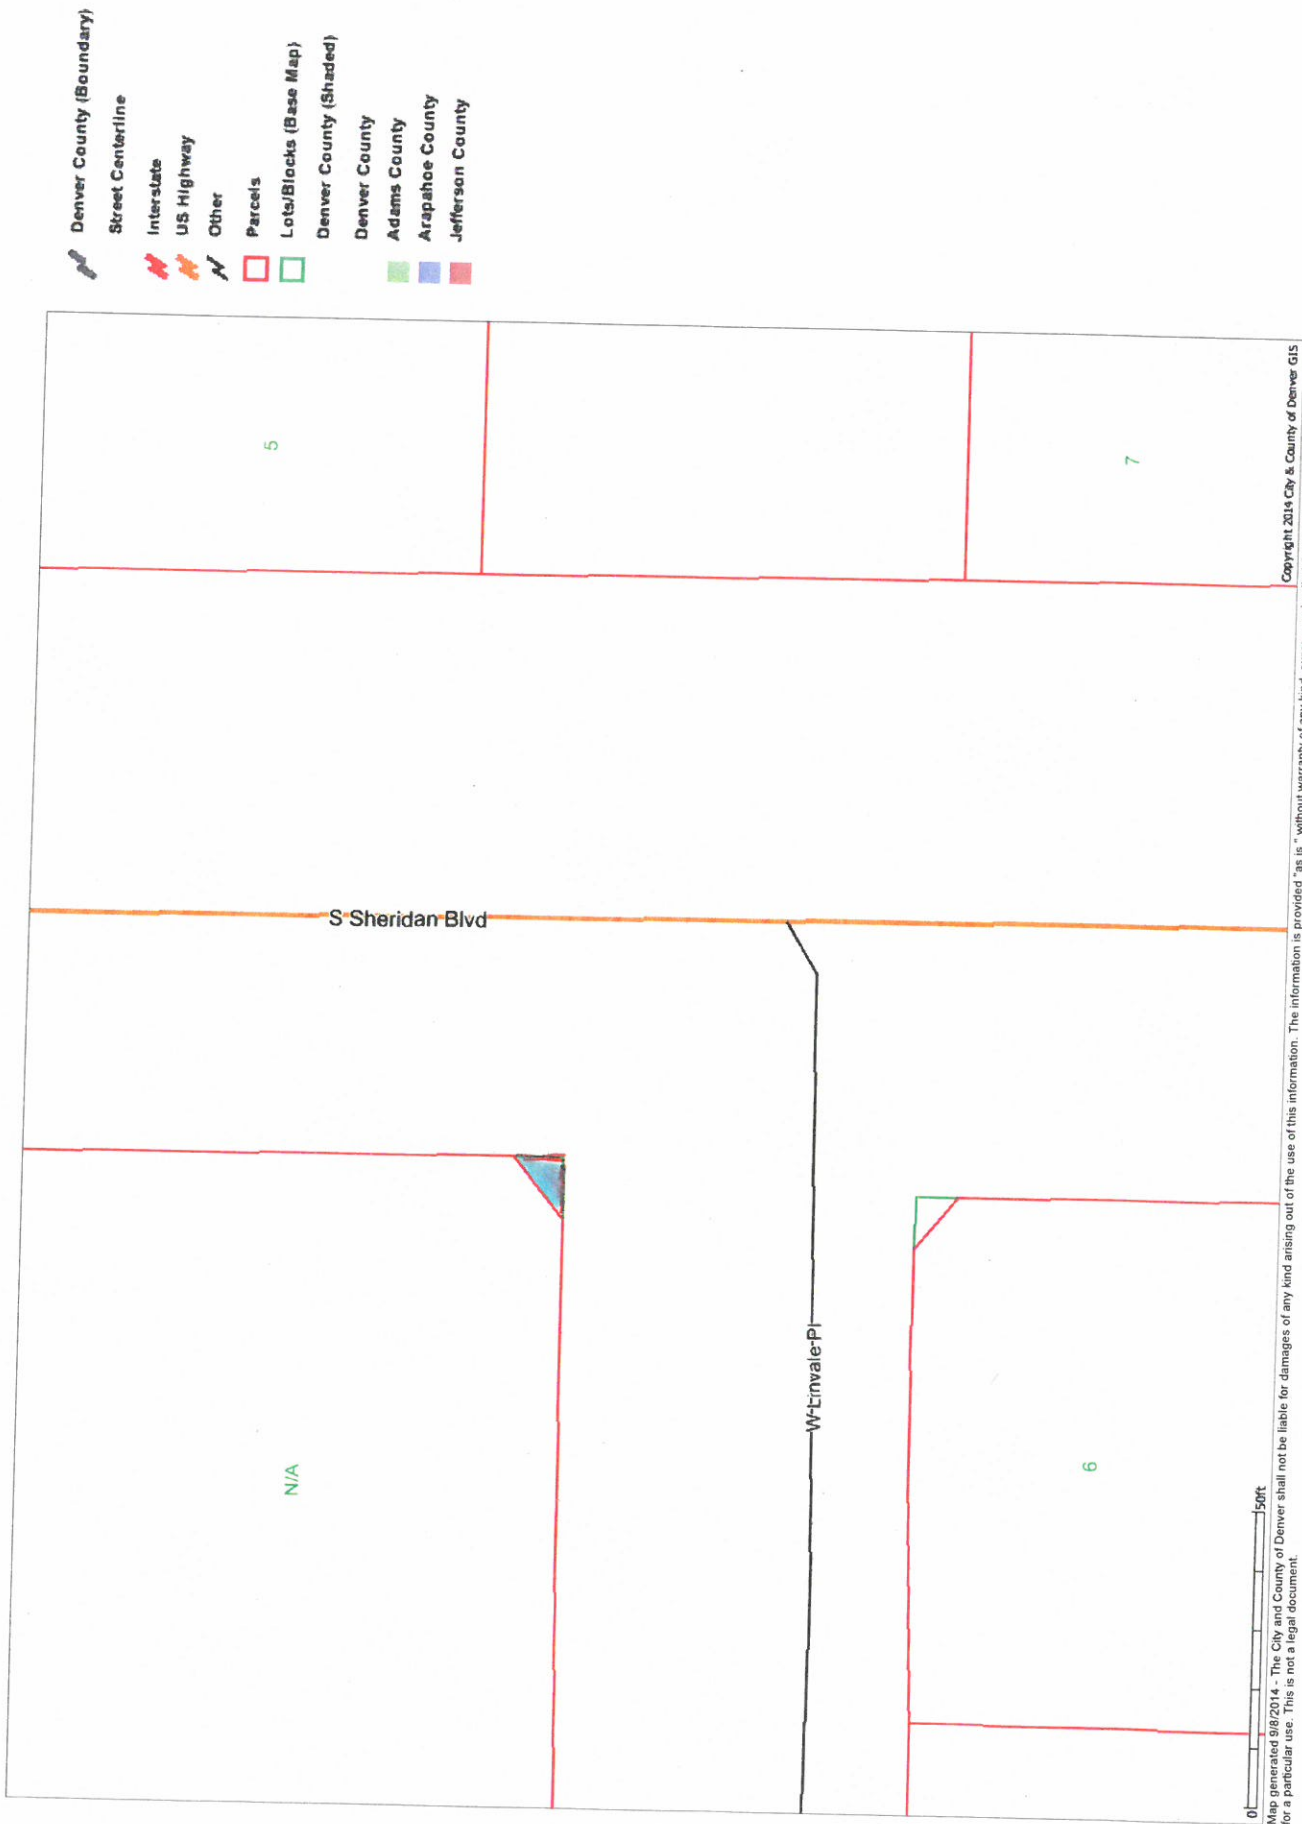 Denver County (Boundary)
Street Centerline
Interstate
US Highway
Other
Parcels
Lots/Blocks (Base Map)
Denver County (Shaded)
Denver County
Adams County
Arapahoe County
Jefferson County
5
7
S Sheridan Blvd
W Linvale Pl
N/A
6
0 50ft
Copyright 2014 City & County of Denver GIS
Map generated 9/8/2014 - The City and County of Denver shall not be liable for damages of any kind arising out of the use of this information. The information is provided "as is" without warranty of any kind,
for a particular use. This is not a legal document.